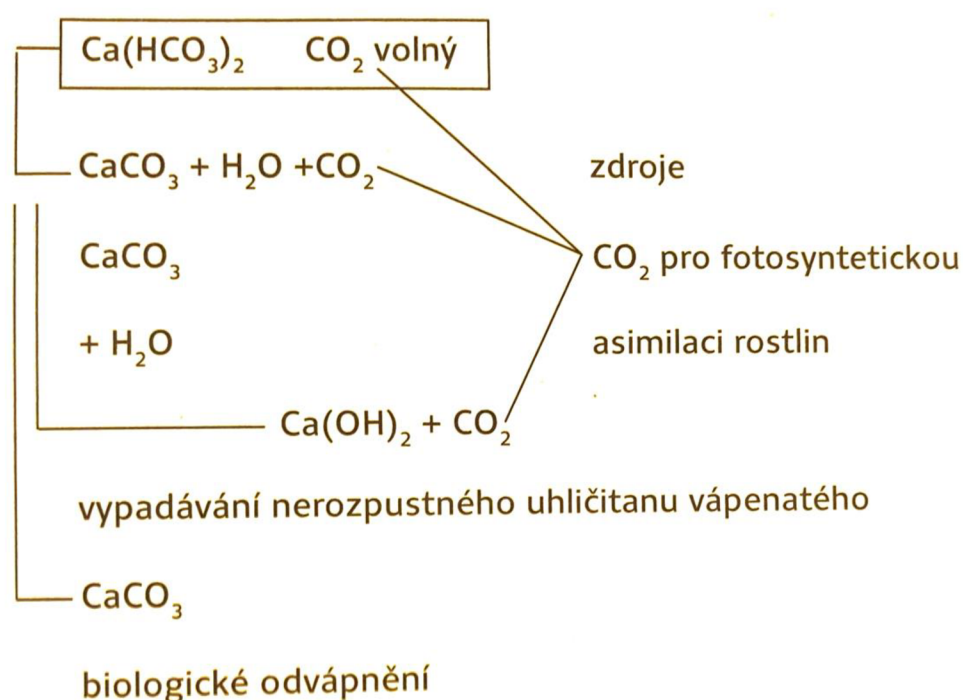 Ca(HCO₃)₂ CO₂ volný
CaCO₃ + H₂O +CO₂
zdroje
CaCO₃
CO₂ pro fotosyntetickou
+ H₂O
asimilaci rostlin
Ca(OH)₂ + CO₂
vypadávání nerozpustného uhličitanu vápenatého
CaCO₃
biologické odvápnění